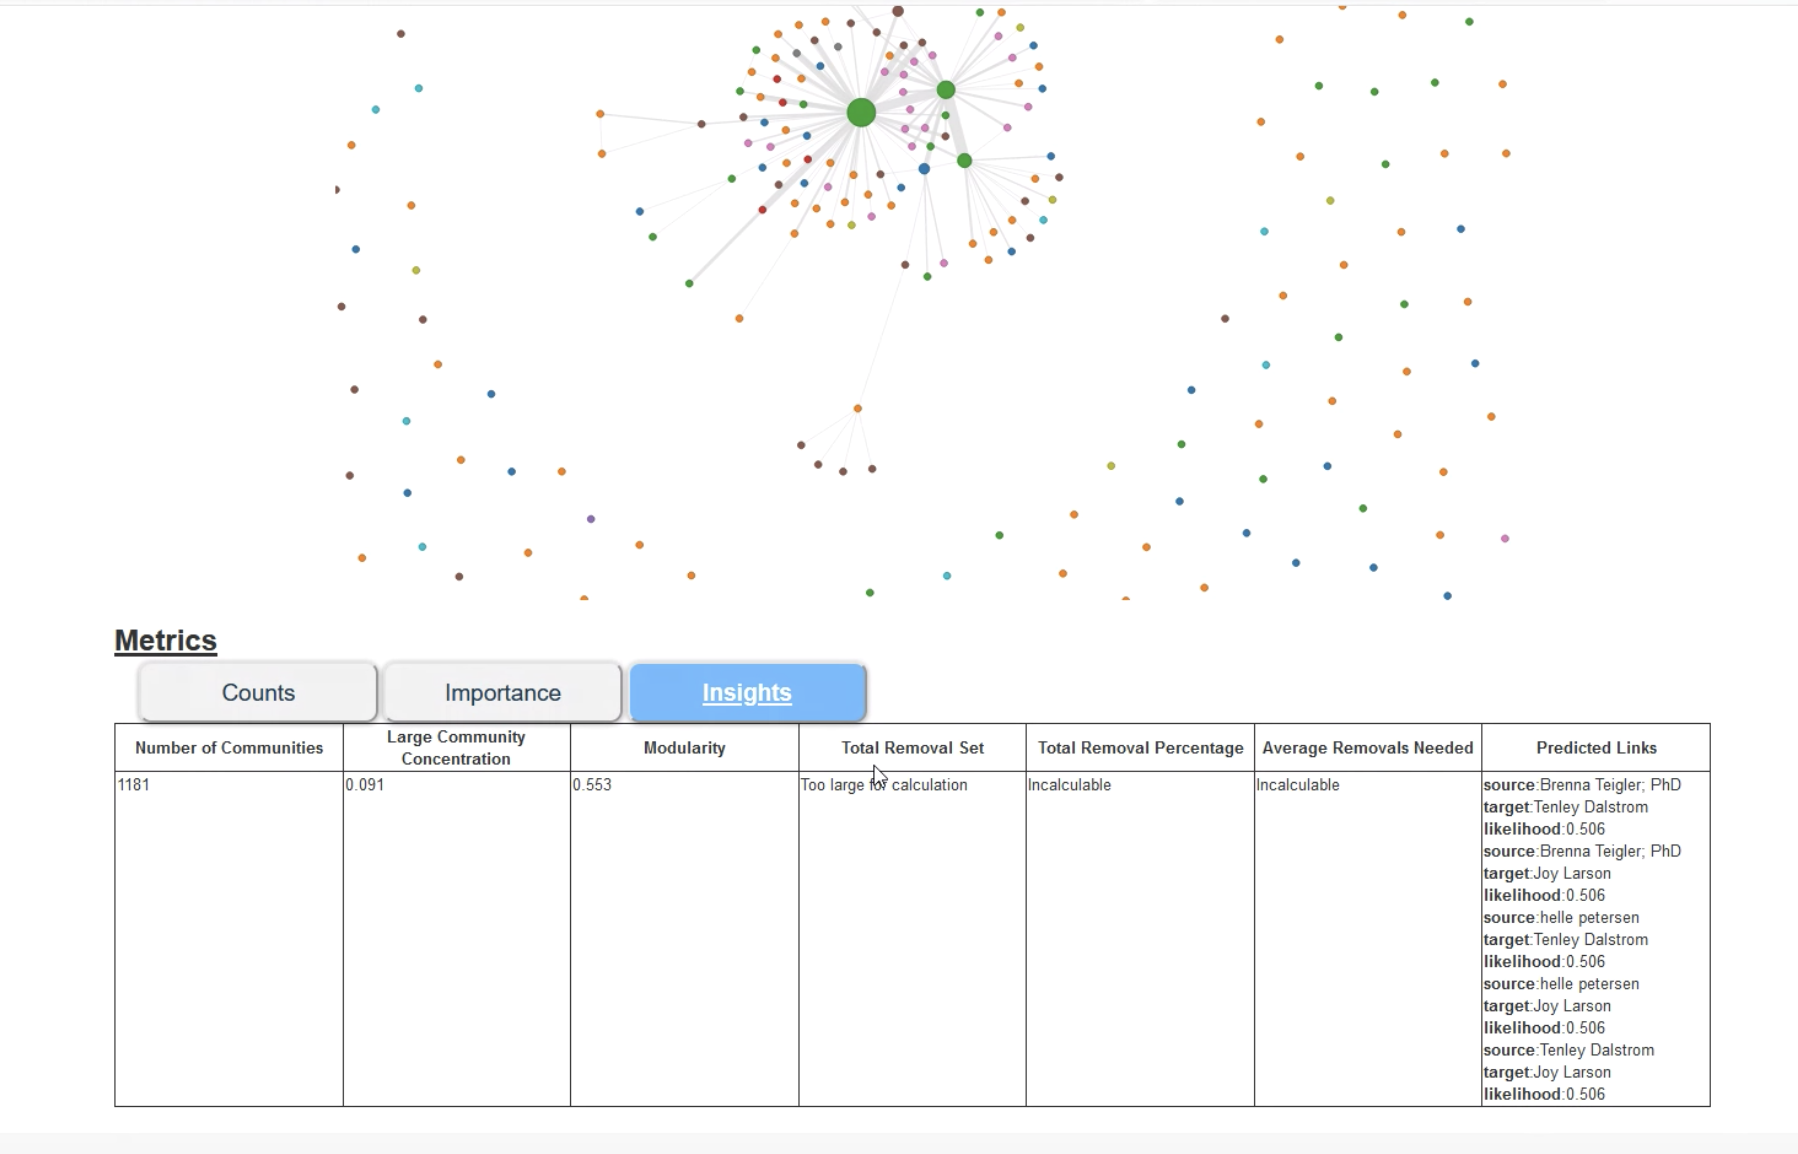 Metrics
Counts
Importance
Insights
Number of Communities
Large Community
Concentration
Modularity
Total Removal Set
Total Removal Percentage
Average Removals Needed
Predicted Links
1181
0.091
0.553
Too large for calculation
Incalculable
Incalculable
source:Brenna Teigler; PhD
target:Tenley Dalstrom
likelihood:0.506
source:Brenna Teigler; PhD
target:Joy Larson
likelihood:0.506
source:helle petersen
target:Tenley Dalstrom
likelihood:0.506
source:helle petersen
target:Joy Larson
likelihood:0.506
source:Tenley Dalstrom
target:Joy Larson
likelihood:0.506